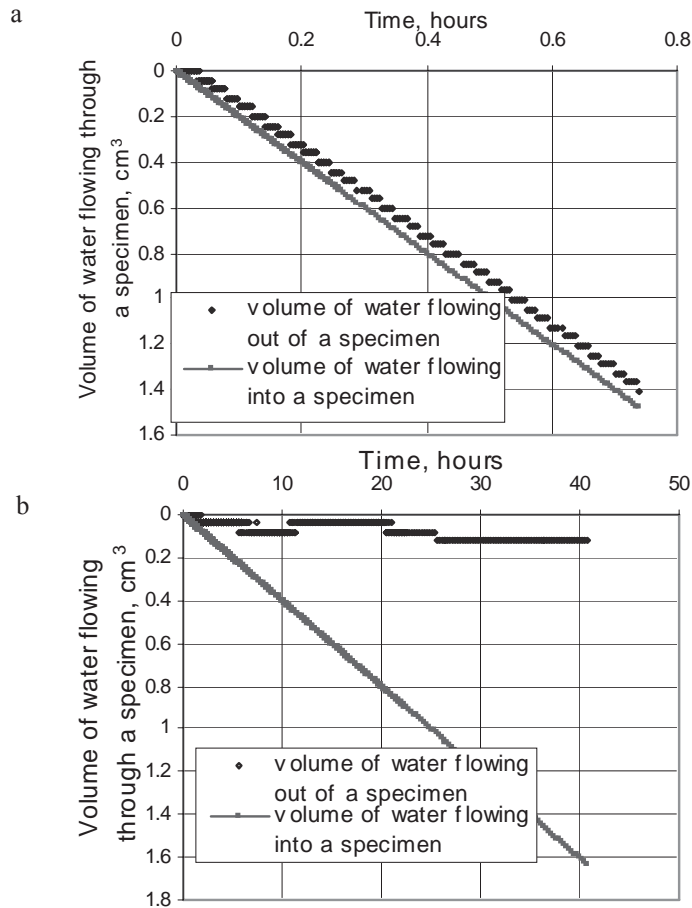 a
Time, hours
0 0.2 0.4 0.6 0.8
Volume of water flowing through
a specimen, cm3
0
0.2
0.4
0.6
0.8
1
1.2
1.4
1.6
volume of water flowing
out of a specimen
volume of water flowing
into a specimen
b
Time, hours
0 10 20 30 40 50
Volume of water flowing
through a specimen, cm3
0
0.2
0.4
0.6
0.8
1
1.2
1.4
1.6
1.8
volume of water flowing
out of a specimen
volume of water flowing
into a specimen